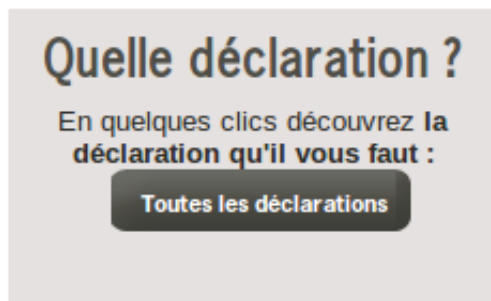 Quelle déclaration ?
En quelques clics découvrez la
déclaration qu'il vous faut :
Toutes les déclarations